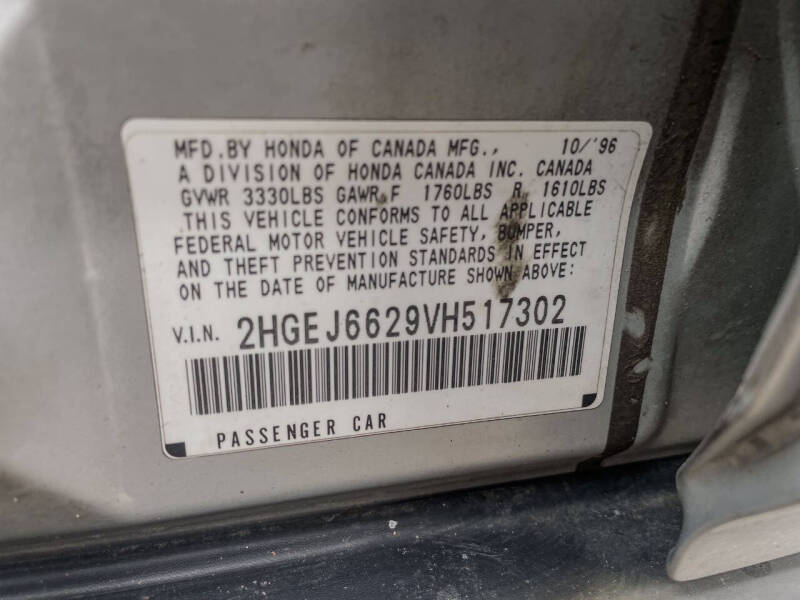 MFD.BY HONDA OF CANADA MFG., 10/'96
A DIVISION OF HONDA CANADA INC. CANADA
GVWR 3330LBS GAWR F 1760LBS R 1610LBS
THIS VEHICLE CONFORMS TO ALL APPLICABLE
FEDERAL MOTOR VEHICLE SAFETY, BUMPER,
AND THEFT PREVENTION STANDARDS IN EFFECT
ON THE DATE OF MANUFACTURE SHOWN ABOVE:
V.I.N. 2HGEJ6629VH517302
PASSENGER CAR